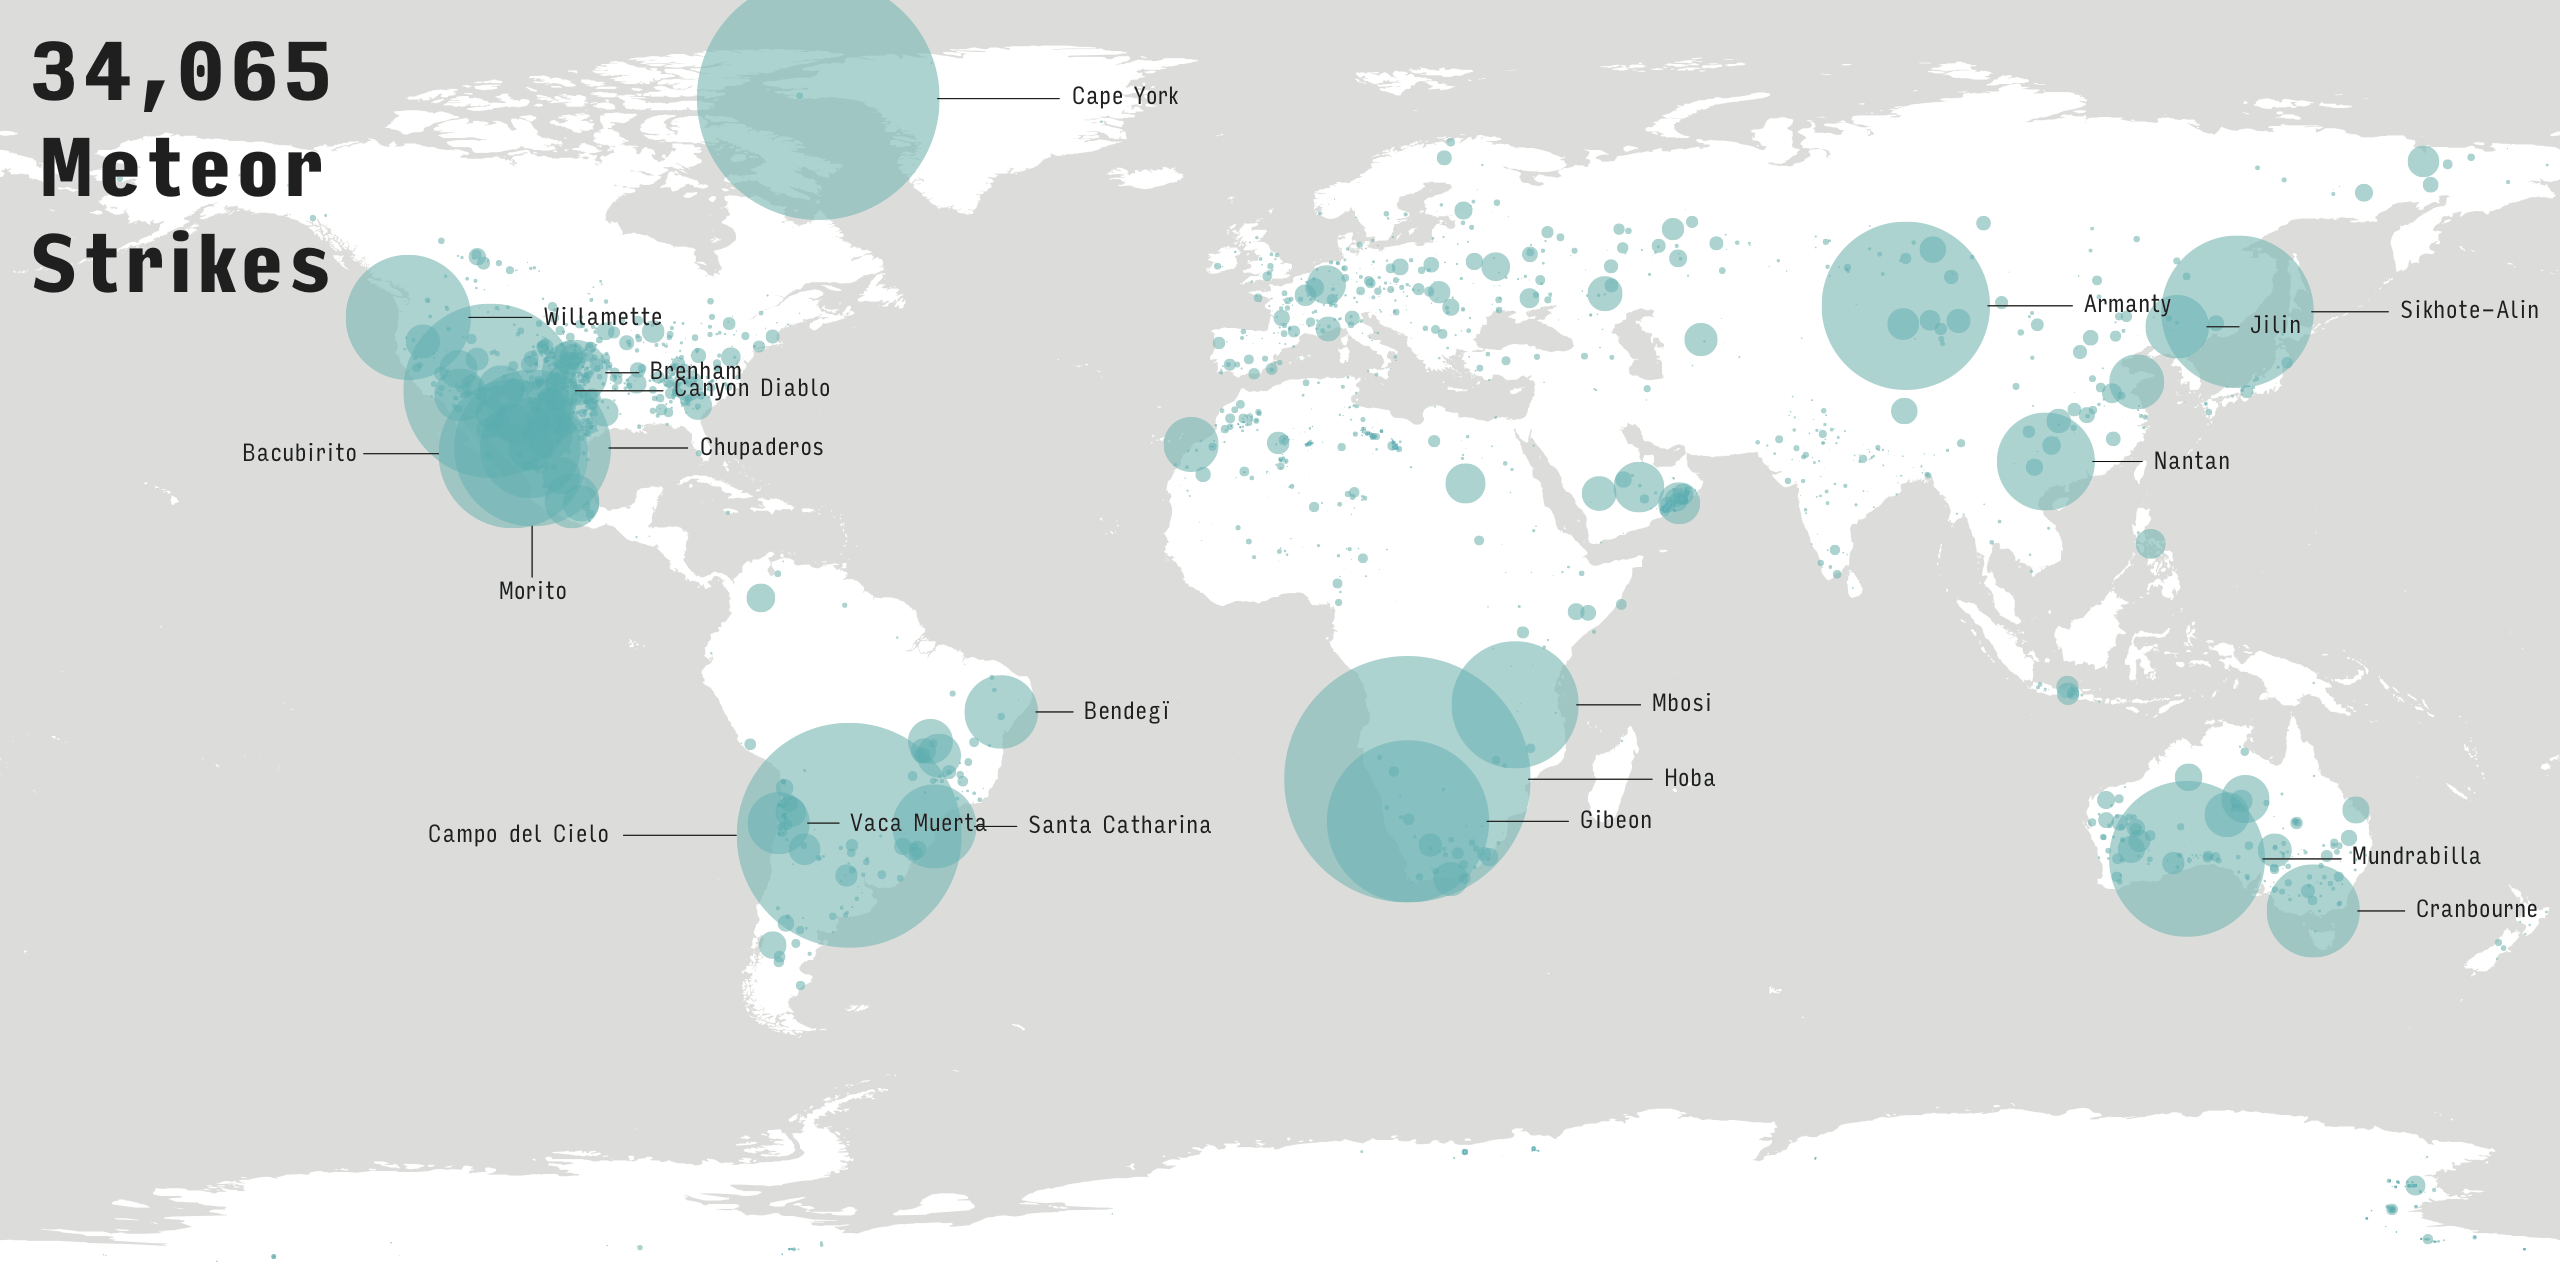 34,065
Meteor
Strikes
Cape York
Willamette
Armanty
Sikhote-Alin
Jilin
Brenham
Canyon Diablo
Bacubirito
Chupaderos
Nantan
Morito
Bendegï
Mbosi
Hoba
Campo del Cielo
Vaca Muerta
Santa Catharina
Gibeon
Mundrabilla
Cranbourne